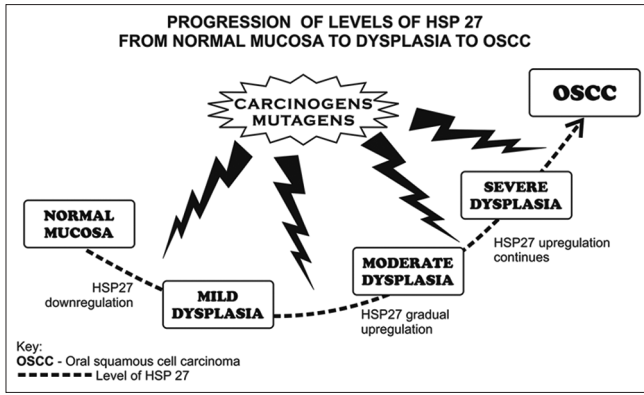 PROGRESSION OF LEVELS OF HSP 27
FROM NORMAL MUCOSA TO DYSPLASIA TO OSCC
CARCINOGENS
MUTAGENS
OSCC
NORMAL
MUCOSA
SEVERE
DYSPLASIA
HSP27 upregulation
continues
MODERATE
DYSPLASIA
HSP27
downregulation
MILD
DYSPLASIA
HSP27 gradual
upregulation
Key:
OSCC - Oral squamous cell carcinoma
Level of HSP 27